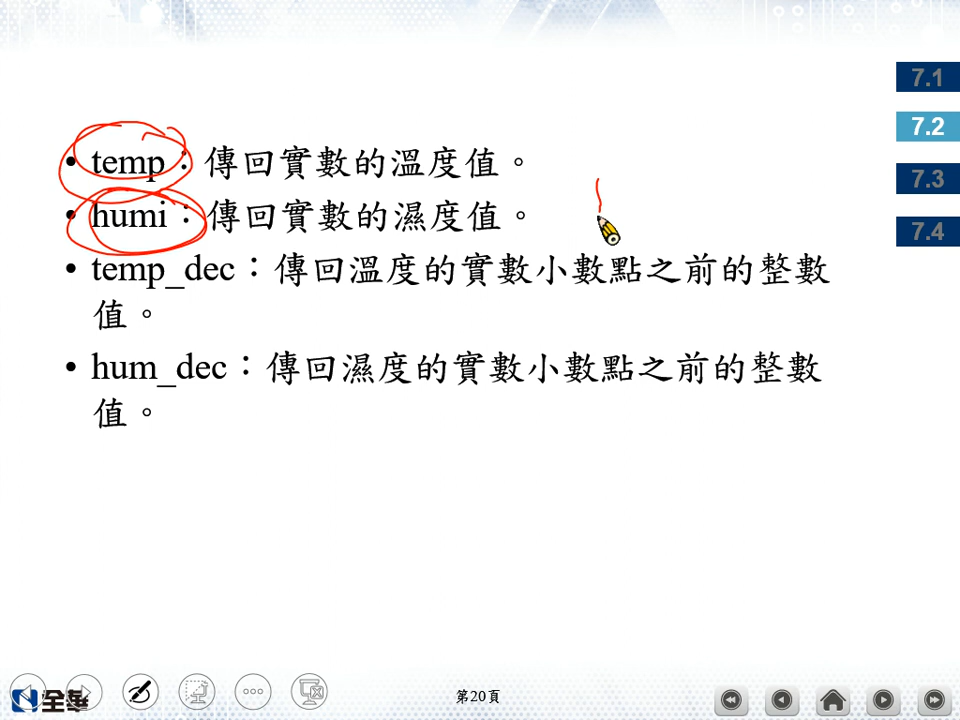 7.1
7.2
• temp：傳回實數的溫度值。
7.3
• humi：傳回實數的濕度值。
7.4
• temp_dec：傳回溫度的實數小數點之前的整數
值。
• hum_dec：傳回濕度的實數小數點之前的整數
值。
全華
第20頁